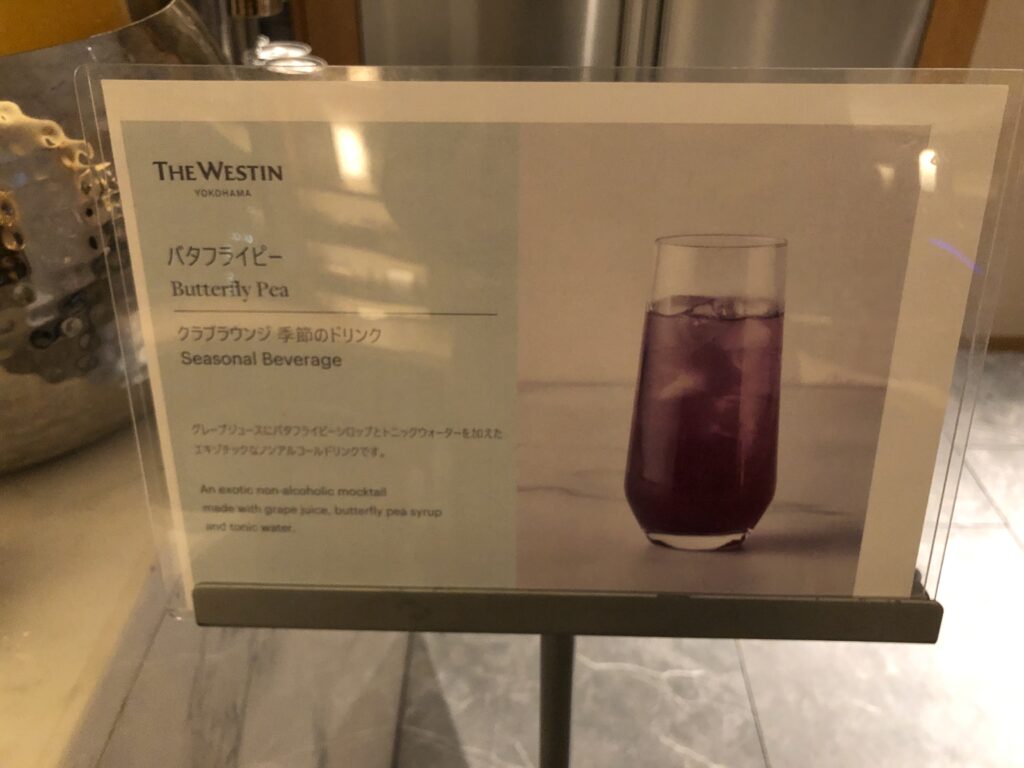 THE WESTIN
YOKOHAMA
バタフライピー
Butterfly Pea
クラブラウンジ 季節のドリンク
Seasonal Beverage
グレープジュースにバタフライピーシロップとトニックウォーターを加えた
エキゾチックなノンアルコールドリンクです。
An exotic non-alcoholic mocktail
made with grape juice, butterfly pea syrup
and tonic water.